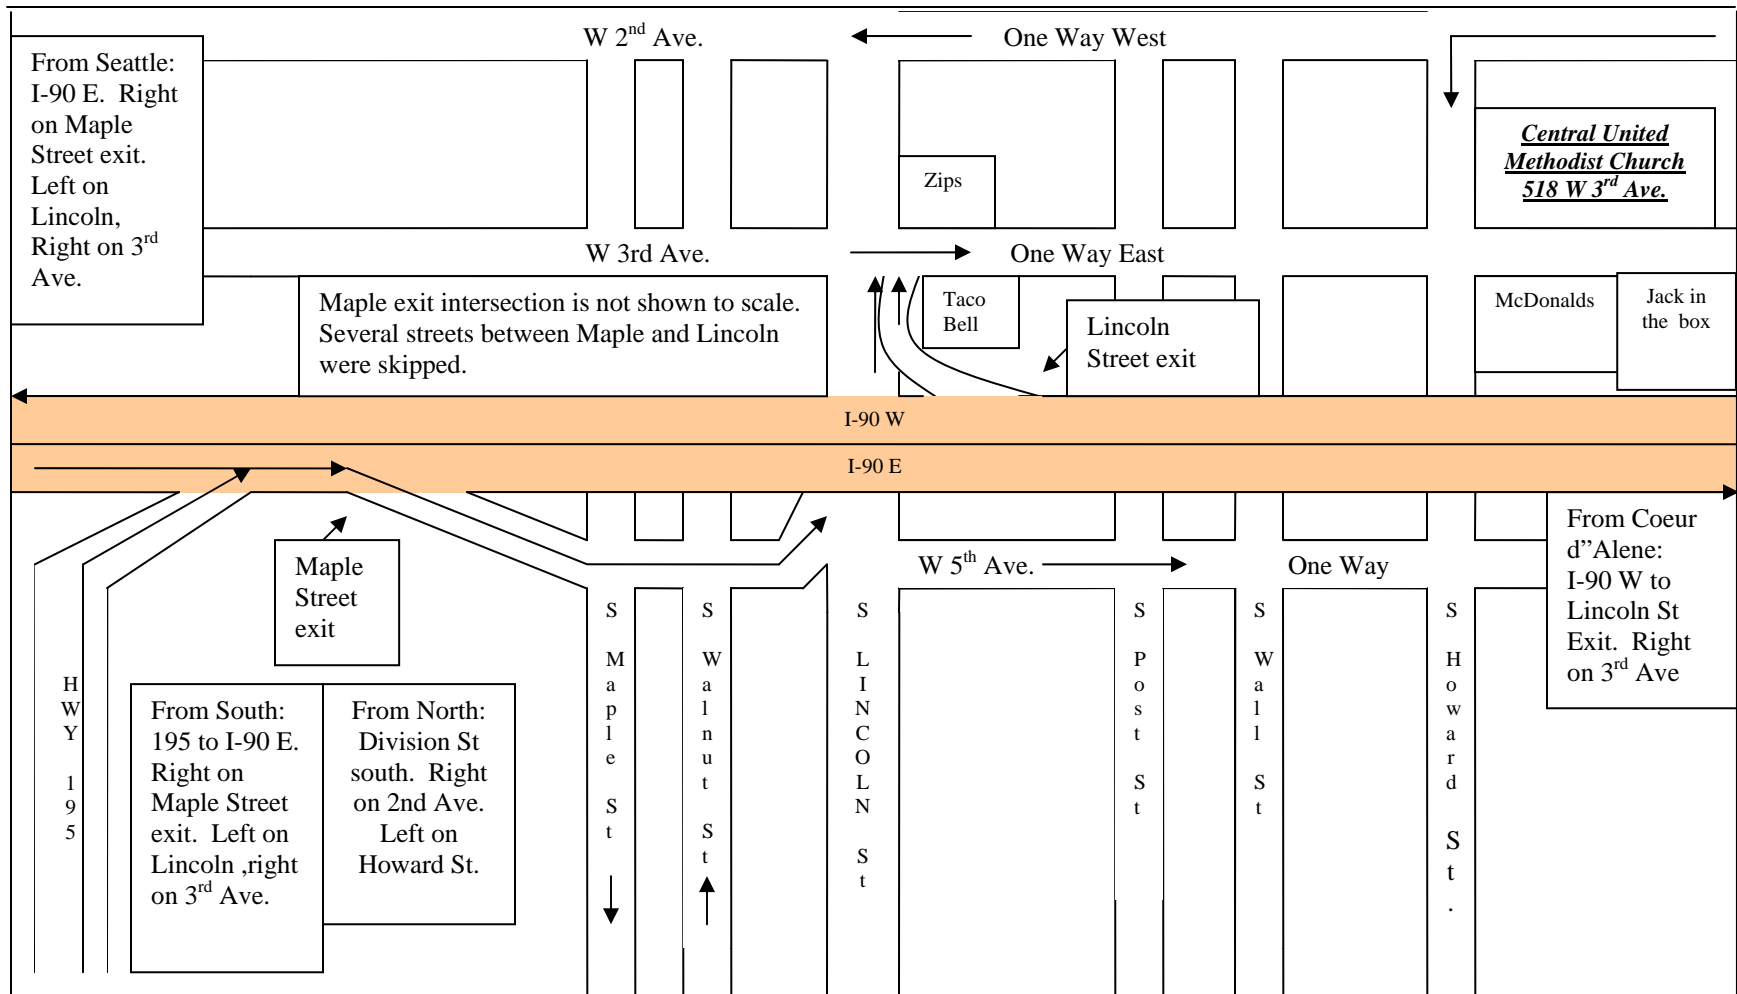 W 2nd Ave.
One Way West
From Seattle:
I-90 E. Right
on Maple
Street exit.
Left on
Lincoln,
Right on 3rd
Ave.
Central United
Methodist Church
518 W 3rd Ave.
Zips
W 3rd Ave.
One Way East
Maple exit intersection is not shown to scale.
Several streets between Maple and Lincoln
were skipped.
Taco
Bell
Lincoln
Street exit
McDonalds
Jack in
the box
I-90 W
I-90 E
Maple
Street
exit
W 5th Ave.
One Way
From Coeur
d”Alene:
I-90 W to
Lincoln St
Exit. Right
on 3rd Ave
HWY 195
From South:
195 to I-90 E.
Right on
Maple Street
exit. Left on
Lincoln ,right
on 3rd Ave.
From North:
Division St
south. Right
on 2nd Ave.
Left on
Howard St.
S Maple St
S Walnut St
S LINCOLN St
S Post St
S Wall St
S Howard St.